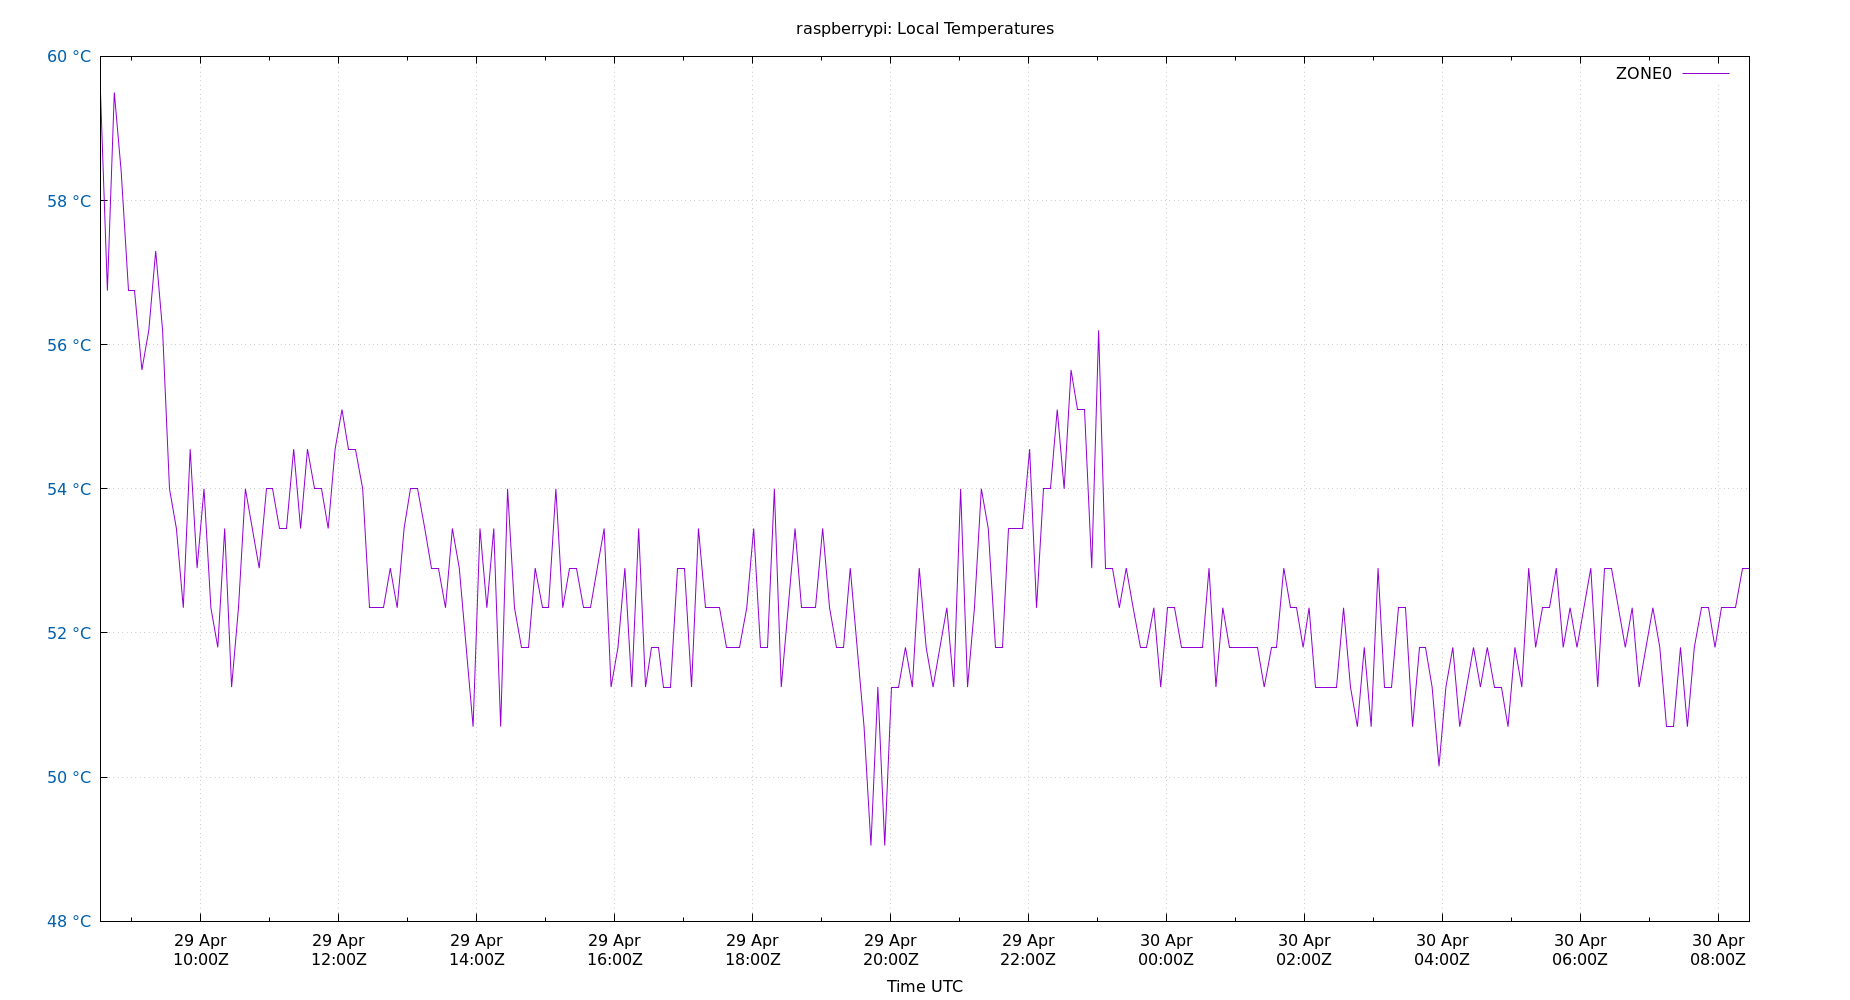 raspberrypi: Local Temperatures
60 °C
ZONE0
58 °C
56 °C
54 °C
52 °C
50 °C
48 °C
29 Apr 29 Apr 29 Apr 29 Apr 29 Apr 29 Apr 29 Apr 30 Apr 30 Apr 30 Apr 30 Apr 30 Apr
10:00Z 12:00Z 14:00Z 16:00Z 18:00Z 20:00Z 22:00Z 00:00Z 02:00Z 04:00Z 06:00Z 08:00Z
Time UTC